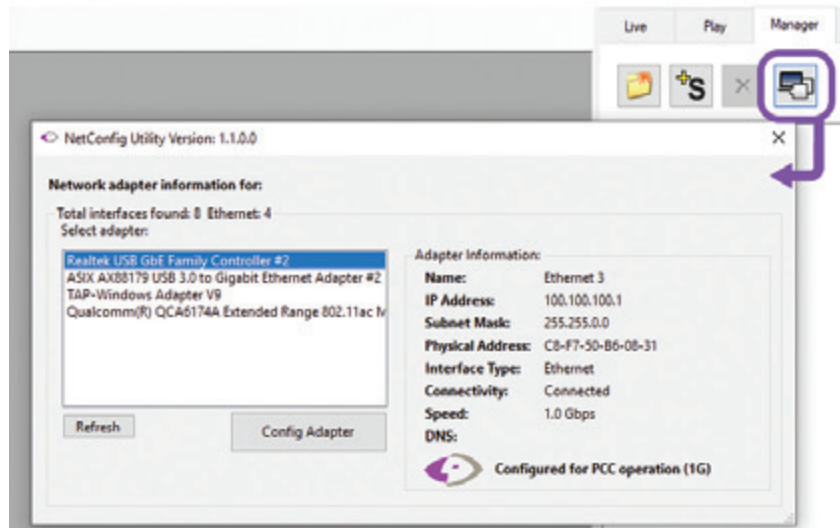 Live Play Manager
+S
NetConfig Utility Version: 1.1.0.0
Network adapter information for:
Total interfaces found: 8 Ethernet: 4
Select adapter:
Realtek USB GbE Family Controller #2
ASIX AX88179 USB 3.0 to Gigabit Ethernet Adapter #2
TAP-Windows Adapter V9
Qualcomm(R) QCA6174A Extended Range 802.11ac
Refresh
Config Adapter
Adapter Information:
Name: Ethernet 3
IP Address: 100.100.100.1
Subnet Mask: 255.255.0.0
Physical Address: C8-F7-50-B6-08-31
Interface Type: Ethernet
Connectivity: Connected
Speed: 1.0 Gbps
DNS:
Configured for PCC operation (1G)